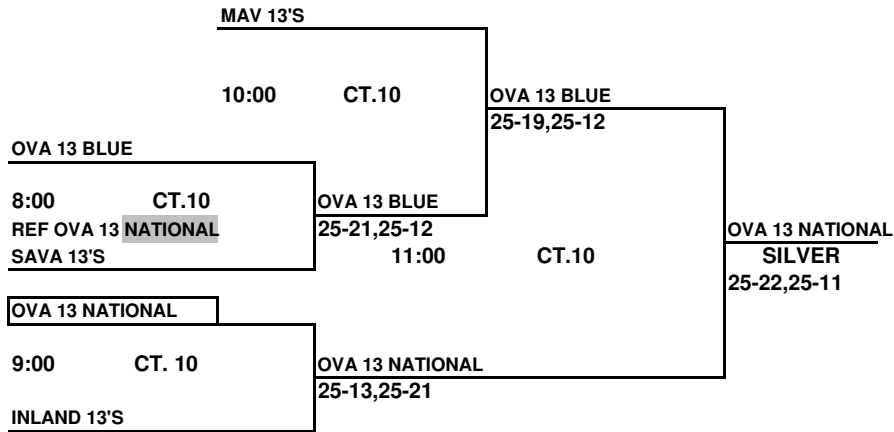 MAV 13'S
10:00 CT.10
OVA 13 BLUE
25-19,25-12
OVA 13 BLUE
8:00 CT.10
REF OVA 13 NATIONAL
SAVA 13'S
OVA 13 BLUE
25-21,25-12
11:00 CT.10
OVA 13 NATIONAL
SILVER
25-22,25-11
OVA 13 NATIONAL
9:00 CT. 10
INLAND 13'S
OVA 13 NATIONAL
25-13,25-21